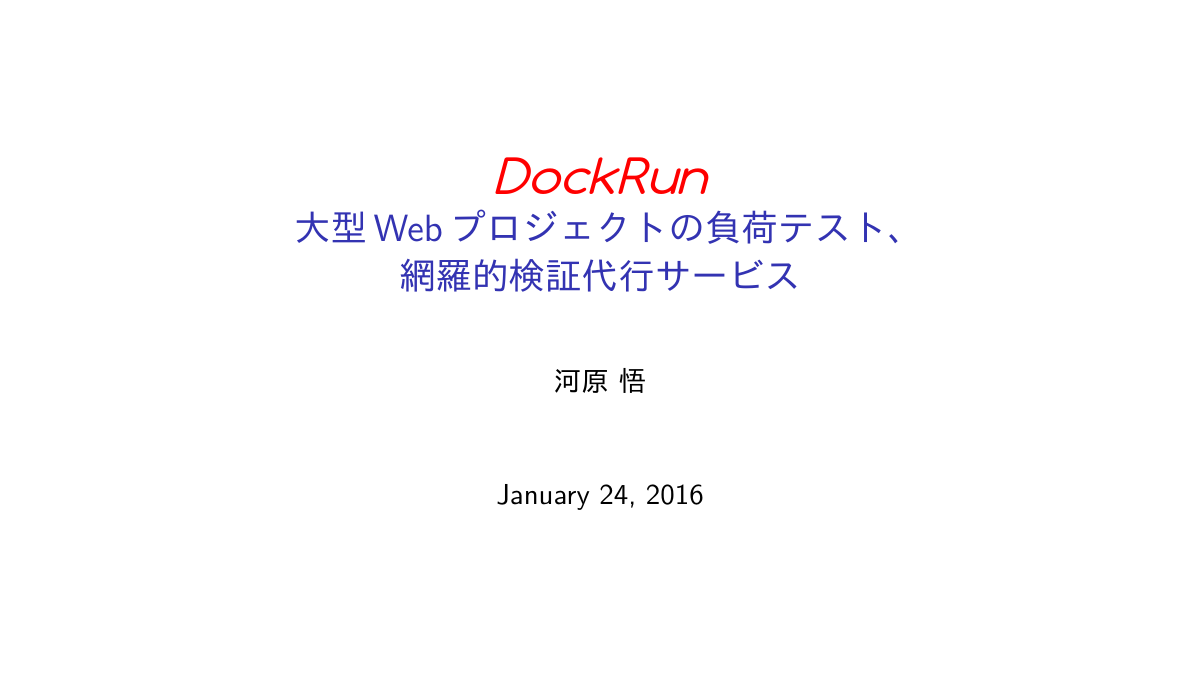 DockRun
大型 Web プロジェクトの負荷テスト、
網羅的検証代行サービス
河原 悟
January 24, 2016